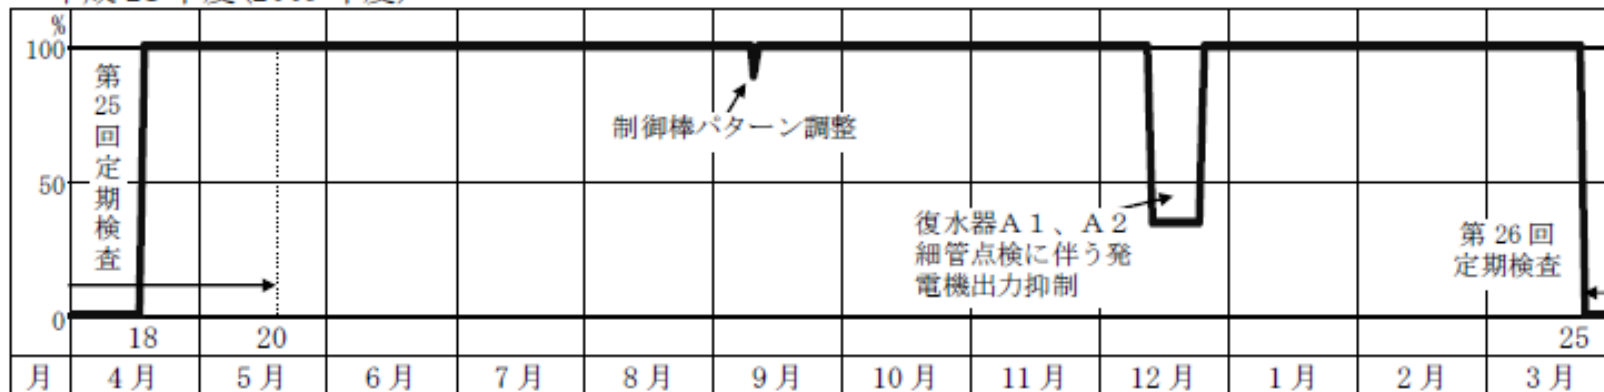 %
100
50
0
第25回定期検査
制御棒パターン調整
復水器A1、A2
細管点検に伴う発
電機出力抑制
第26回
定期検査
18 20 25
月 4月 5月 6月 7月 8月 9月 10月 11月 12月 1月 2月 3月